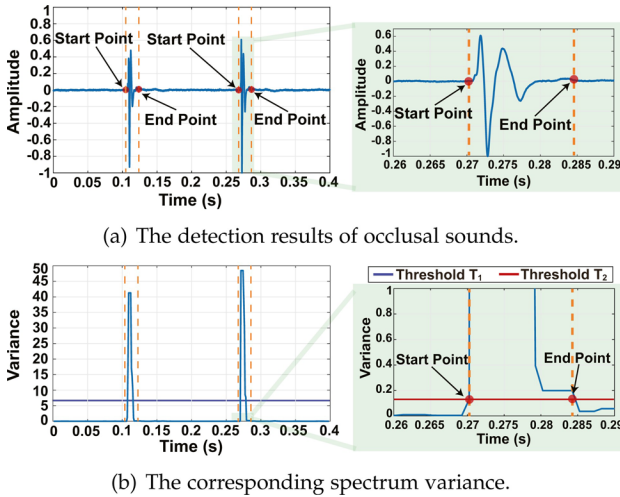 1
0.8
0.6
0.4
0.2
0
-0.2
-0.4
-0.6
-0.8
-1
Amplitude
Start Point
Start Point
End Point
End Point
0 0.05 0.1 0.15 0.2 0.25 0.3 0.35 0.4
Time (s)
0.6
0.4
0.2
0
-0.2
-0.4
-0.6
-0.8
-1
Amplitude
Start Point
End Point
0.26 0.265 0.27 0.275 0.28 0.285 0.29
Time (s)
(a) The detection results of occlusal sounds.
50
45
40
35
30
25
20
15
10
5
0
Variance
0 0.05 0.1 0.15 0.2 0.25 0.3 0.35 0.4
Time (s)
Threshold T1 Threshold T2
1
0.8
0.6
0.4
0.2
0
Variance
Start Point
End Point
0.26 0.265 0.27 0.275 0.28 0.285 0.29
Time (s)
(b) The corresponding spectrum variance.